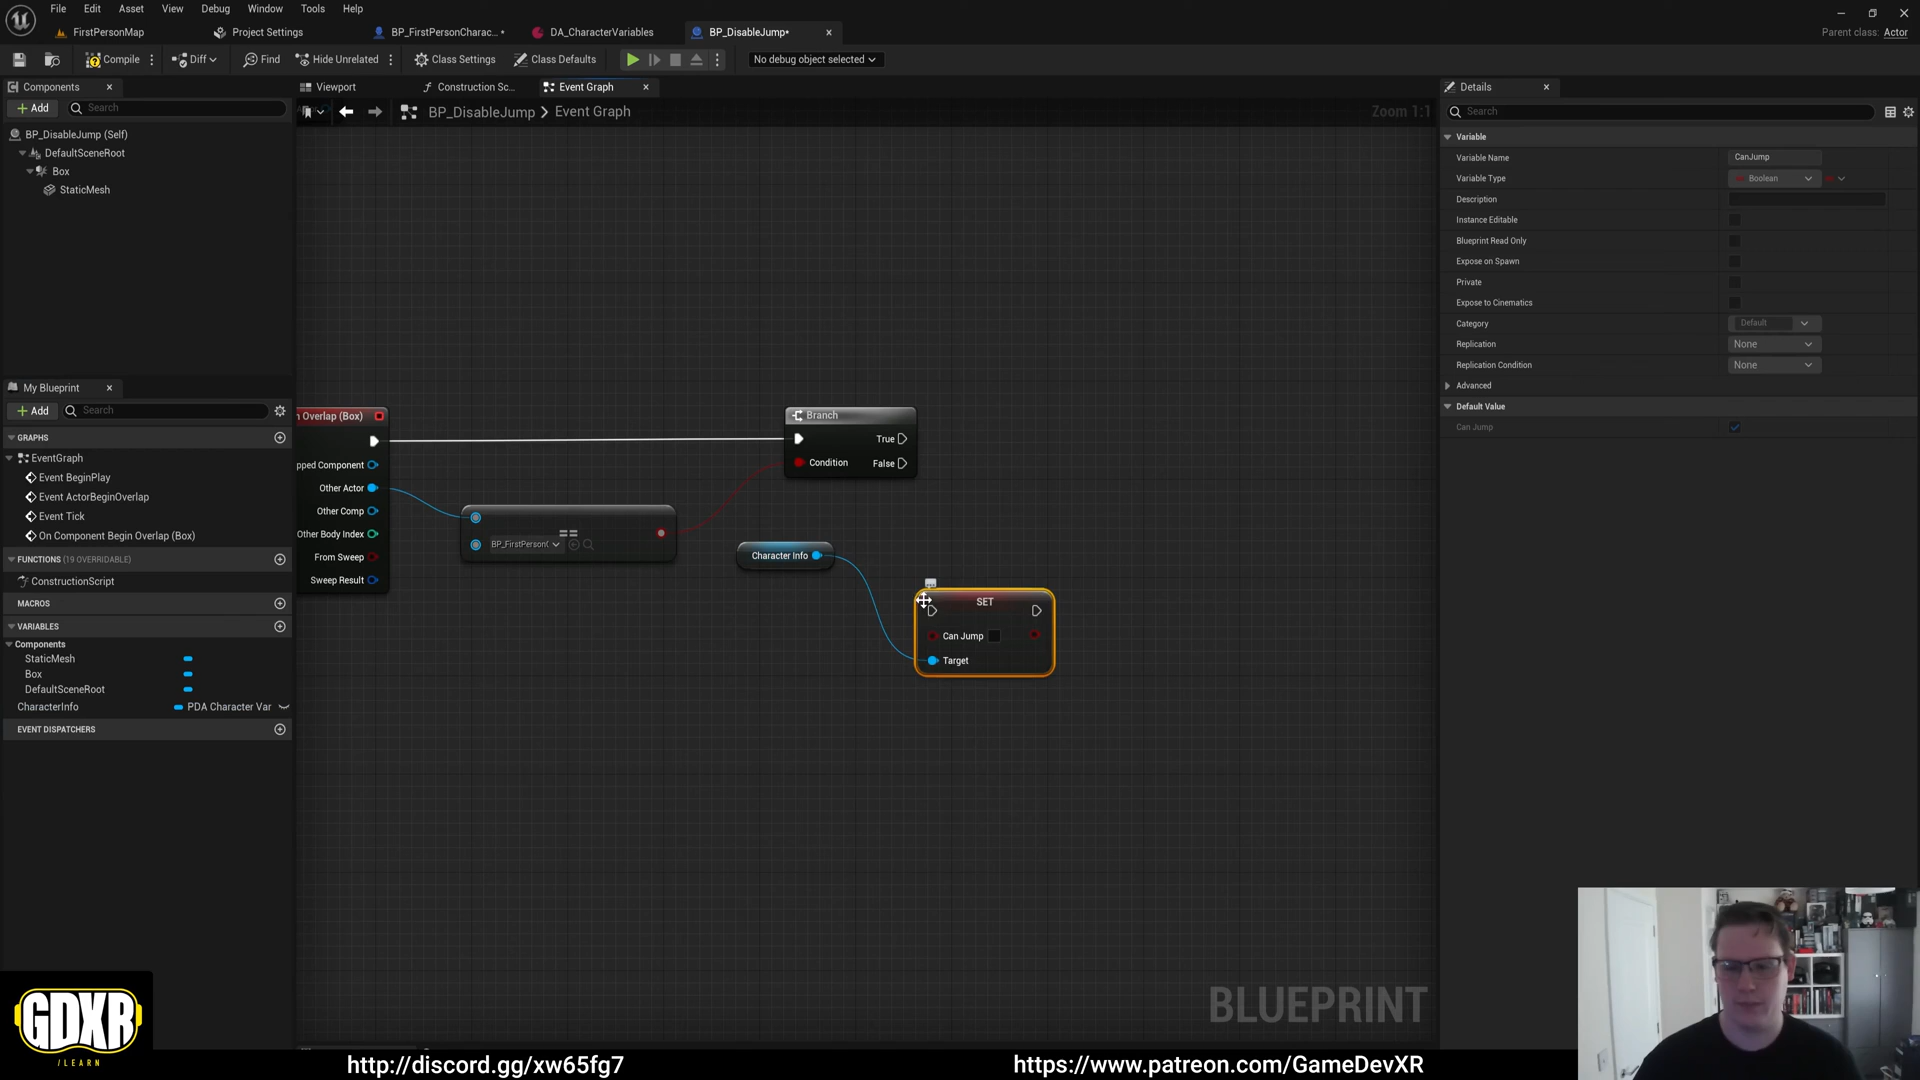 File Edit Asset View Debug Window Tools Help
FirstPersonMap Project Settings BP_FirstPersonCharac...* DA_CharacterVariables BP_DisableJump*
Parent class: Actor
Compile Diff Find Hide Unrelated Class Settings Class Defaults No debug object selected
Components
Add Search
BP_DisableJump (Self)
DefaultSceneRoot
Box
StaticMesh
My Blueprint
Add Search
GRAPHS
EventGraph
Event BeginPlay
Event ActorBeginOverlap
Event Tick
On Component Begin Overlap (Box)
FUNCTIONS (19 OVERRIDABLE)
ConstructionScript
MACROS
VARIABLES
Components
StaticMesh
Box
DefaultSceneRoot
CharacterInfo PDA Character Var
EVENT DISPATCHERS
Viewport Construction Sc... Event Graph
BP_DisableJump > Event Graph
Zoom 1:1
n Overlap (Box)
pped Component
Other Actor
Other Comp
Other Body Index
From Sweep
Sweep Result
==
BP_FirstPerson(
Branch
True
Condition False
Character Info
SET
Can Jump
Target
BLUEPRINT
Details
Search
Variable
Variable Name CanJump
Variable Type Boolean
Description
Instance Editable
Blueprint Read Only
Expose on Spawn
Private
Expose to Cinematics
Category Default
Replication None
Replication Condition None
Advanced
Default Value
Can Jump
GDXR
/LEARN
http://discord.gg/xw65fg7 https://www.patreon.com/GameDevXR